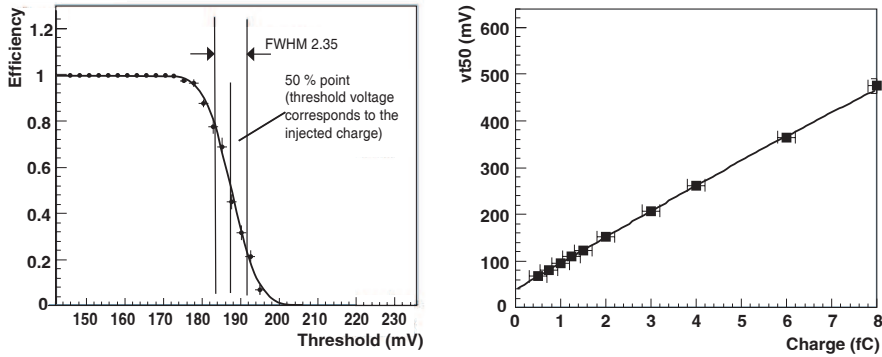 Efficiency
1.2
1
0.8
0.6
0.4
0.2
0
150 160 170 180 190 200 210 220 230
Threshold (mV)
FWHM 2.35
50 % point
(threshold voltage
corresponds to the
injected charge)
vt50 (mV)
600
500
400
300
200
100
0
0 1 2 3 4 5 6 7 8
Charge (fC)